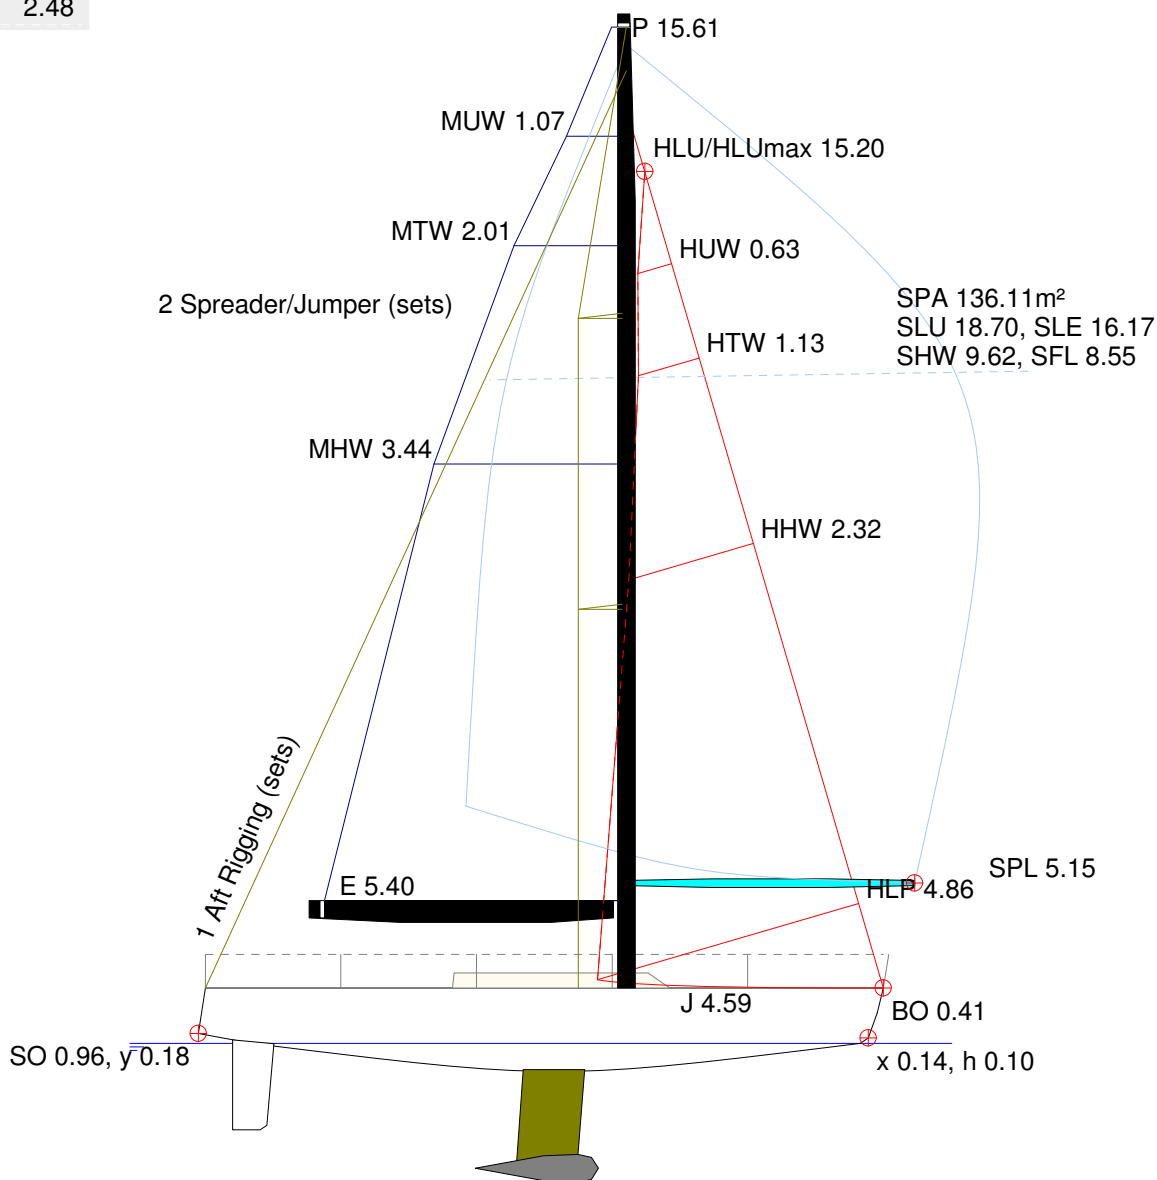 2.48
P 15.61
MUW 1.07
HLU/HLUmax 15.20
MTW 2.01
HUW 0.63
2 Spreader/Jumper (sets)
SPA 136.11m²
SLU 18.70, SLE 16.17
SHW 9.62, SFL 8.55
HTW 1.13
MHW 3.44
HHW 2.32
1 Aft Rigging (sets)
SPL 5.15
E 5.40
HLP 4.86
J 4.59
BO 0.41
SO 0.96, y 0.18
x 0.14, h 0.10